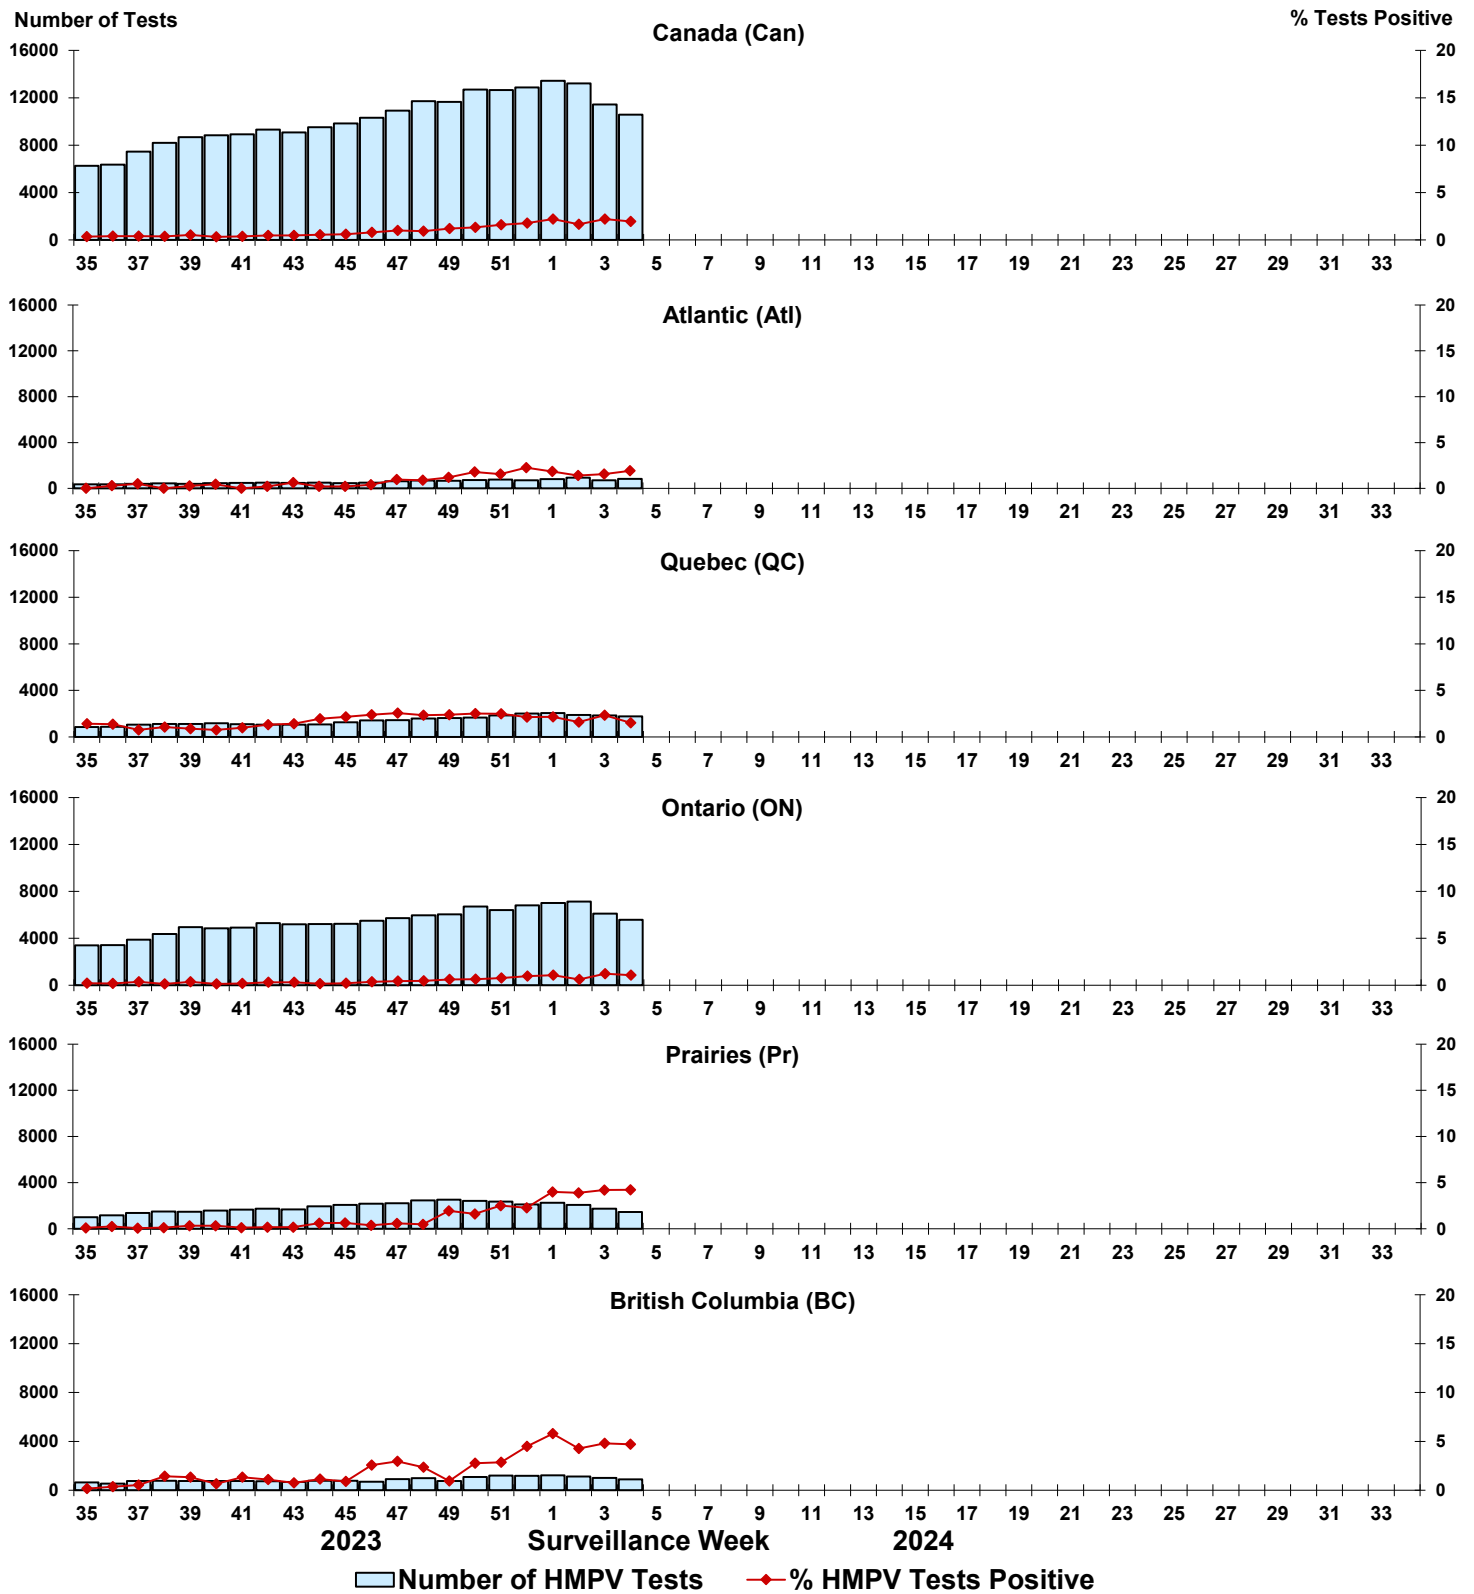 Number of Tests
% Tests Positive
Canada (Can)
16000 20
12000 15
8000 10
4000 5
0 0
35 37 39 41 43 45 47 49 51 1 3 5 7 9 11 13 15 17 19 21 23 25 27 29 31 33
Atlantic (Atl)
16000 20
12000 15
8000 10
4000 5
0 0
35 37 39 41 43 45 47 49 51 1 3 5 7 9 11 13 15 17 19 21 23 25 27 29 31 33
Quebec (QC)
16000 20
12000 15
8000 10
4000 5
0 0
35 37 39 41 43 45 47 49 51 1 3 5 7 9 11 13 15 17 19 21 23 25 27 29 31 33
Ontario (ON)
16000 20
12000 15
8000 10
4000 5
0 0
35 37 39 41 43 45 47 49 51 1 3 5 7 9 11 13 15 17 19 21 23 25 27 29 31 33
Prairies (Pr)
16000 20
12000 15
8000 10
4000 5
0 0
35 37 39 41 43 45 47 49 51 1 3 5 7 9 11 13 15 17 19 21 23 25 27 29 31 33
British Columbia (BC)
16000 20
12000 15
8000 10
4000 5
0 0
35 37 39 41 43 45 47 49 51 1 3 5 7 9 11 13 15 17 19 21 23 25 27 29 31 33
2023 Surveillance Week 2024
Number of HMPV Tests % HMPV Tests Positive